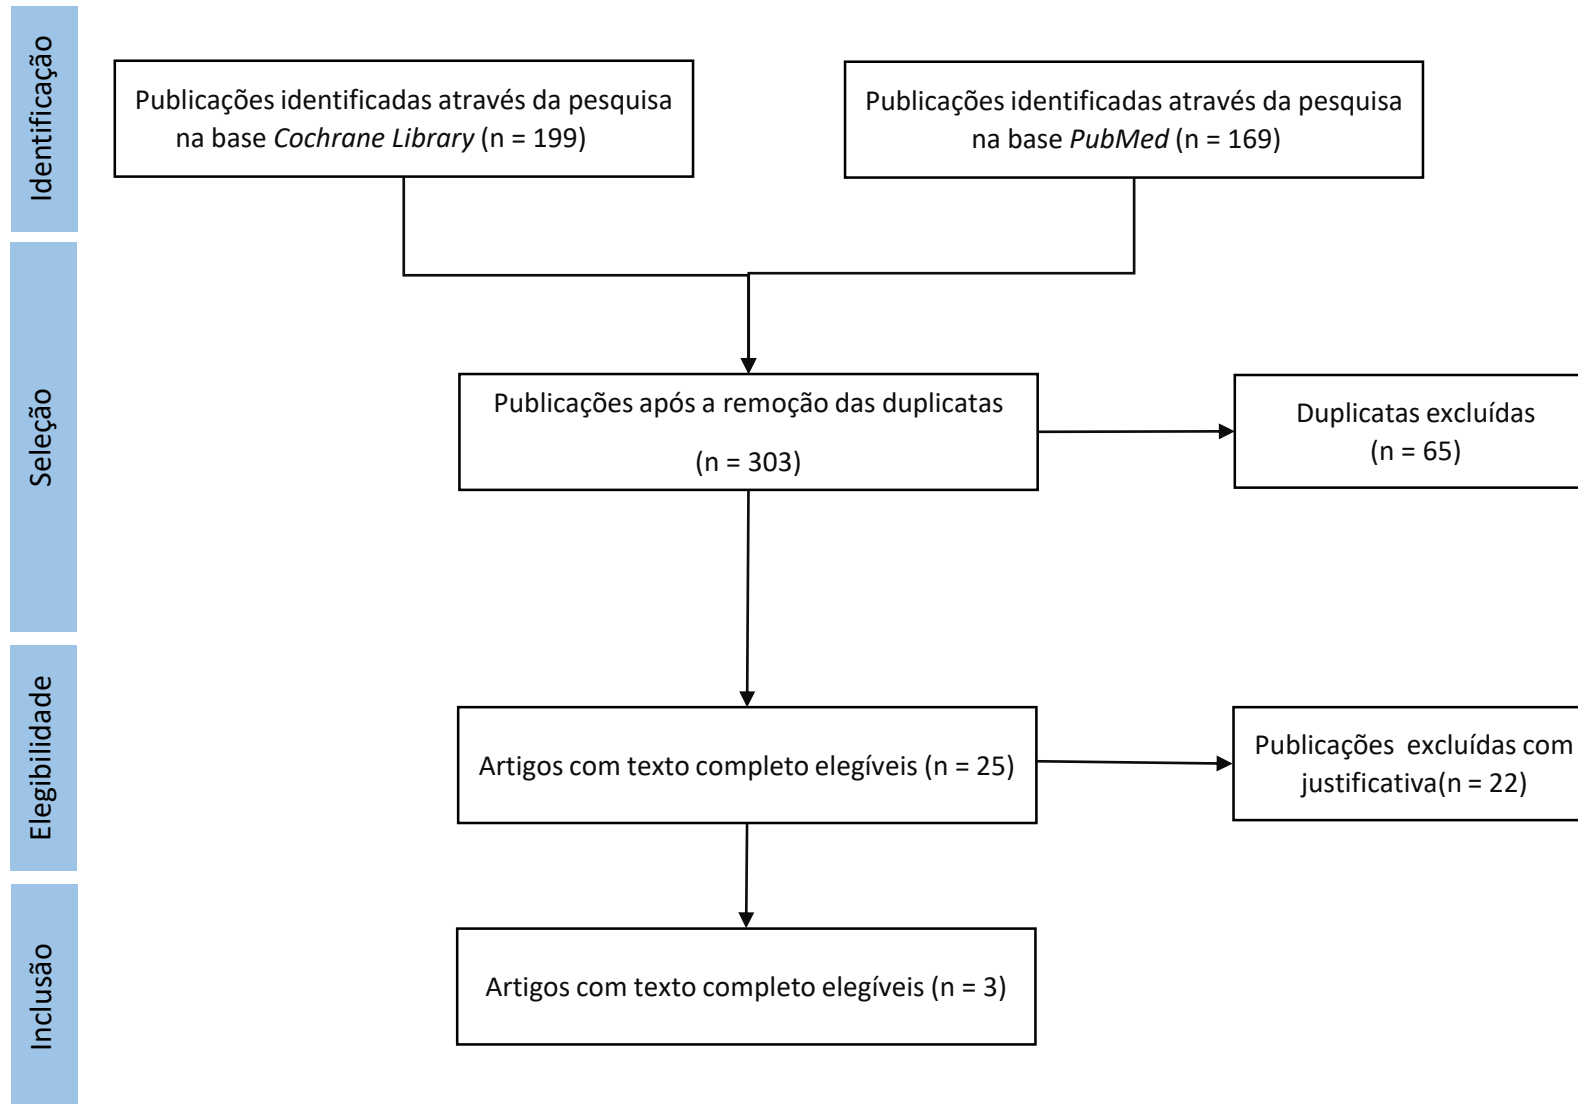 Identificação
Publicações identificadas através da pesquisa
na base Cochrane Library (n = 199)
Publicações identificadas através da pesquisa
na base PubMed (n = 169)
Seleção
Publicações após a remoção das duplicatas
(n = 303)
Duplicatas excluídas
(n = 65)
Elegibilidade
Artigos com texto completo elegíveis (n = 25)
Publicações  excluídas com
justificativa(n = 22)
Inclusão
Artigos com texto completo elegíveis (n = 3)